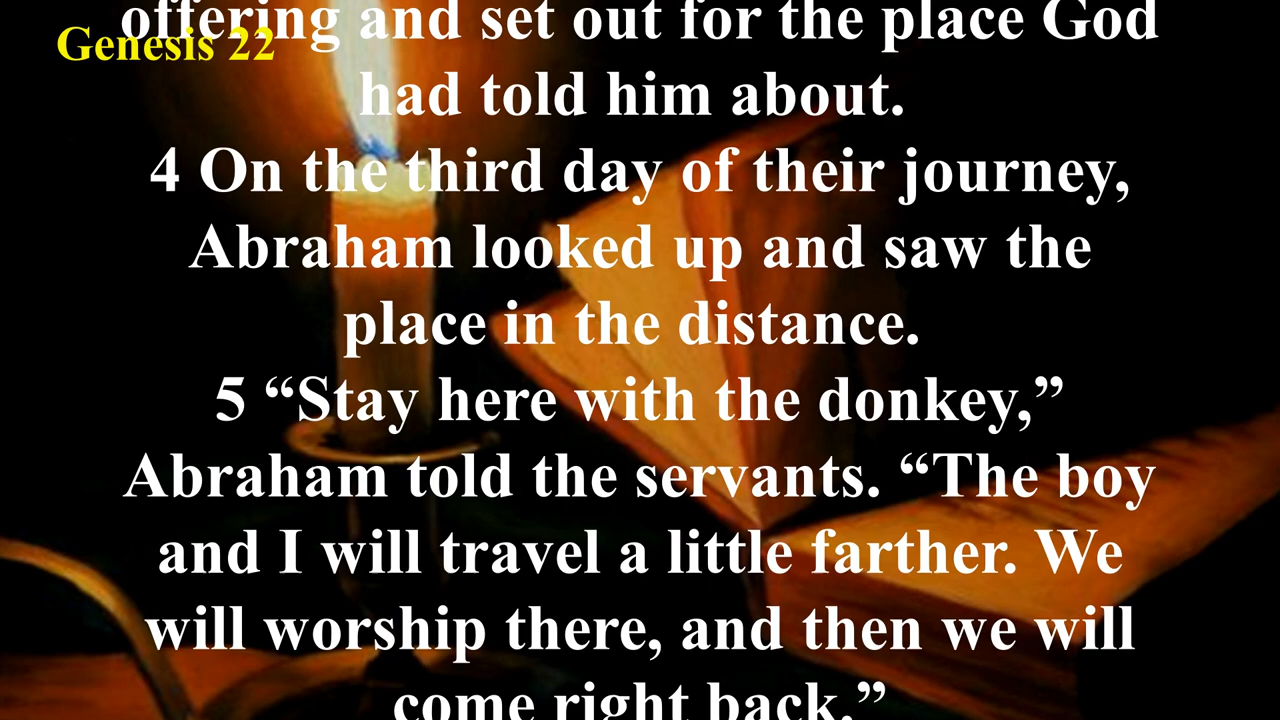 offering and set out for the place God
Genesis 22
had told him about.
4 On the third day of their journey,
Abraham looked up and saw the
place in the distance.
5 “Stay here with the donkey,”
Abraham told the servants. “The boy
and I will travel a little farther. We
will worship there, and then we will
come right back.”